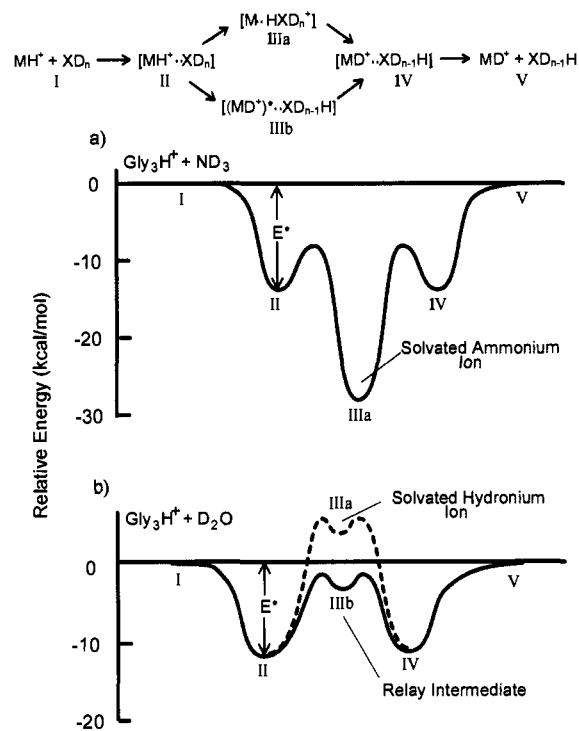 [M··HXDₙ⁺]
IIIa
MH⁺ + XDₙ → [MH⁺··XDₙ] [MD⁺··XDₙ₋₁H] → MD⁺ + XDₙ₋₁H
I II IV V
[(MD⁺)*··XDₙ₋₁H]
IIIb
a)
Gly₃H⁺ + ND₃
0
I
V
E*
-10
II
IV
Solvated Ammonium
Ion
-20
IIIa
-30
Relative Energy (kcal/mol)
b)
IIIa
Solvated Hydronium
Ion
Gly₃H⁺ + D₂O
0
I
V
E*
IIIb
-10
II
IV
Relay Intermediate
-20